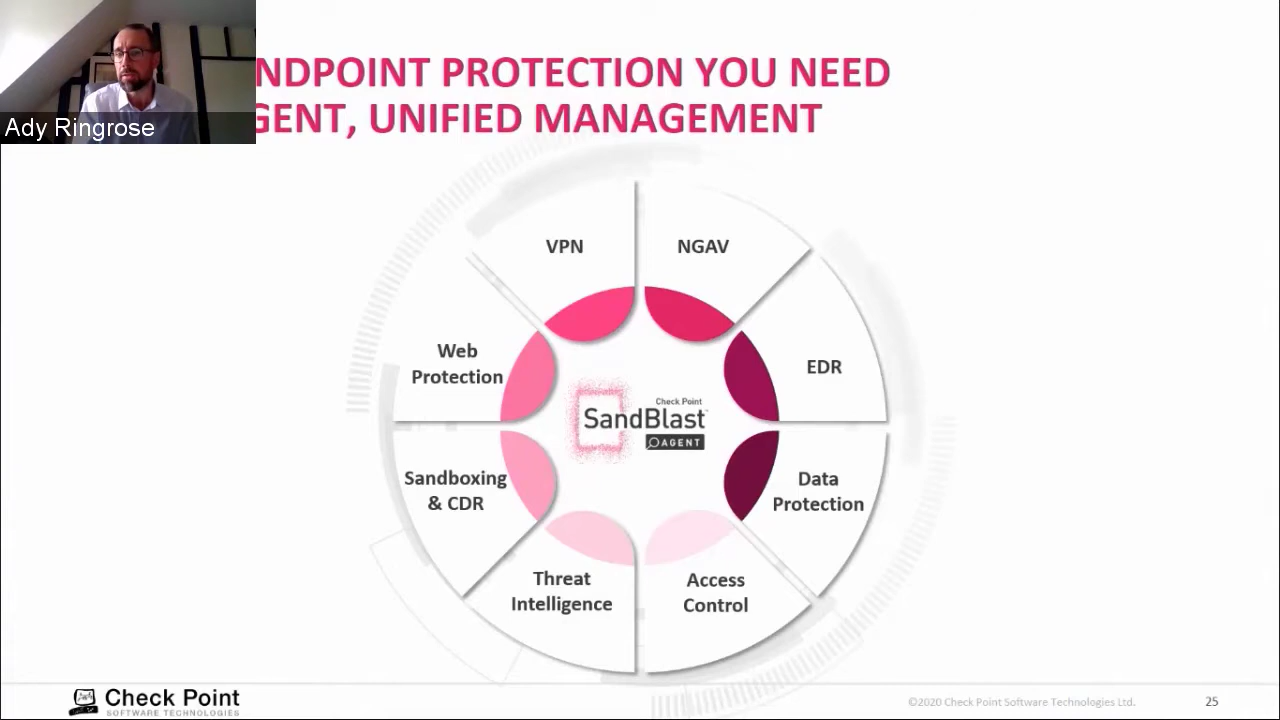 NDPOINT PROTECTION YOU NEED
GENT, UNIFIED MANAGEMENT
Ady Ringrose
VPN
NGAV
Web
Protection
EDR
Check Point
SandBlast
AGENT
Sandboxing
& CDR
Data
Protection
Threat
Intelligence
Access
Control
Check Point
SOFTWARE TECHNOLOGIES
©2020 Check Point Software Technologies Ltd.
25